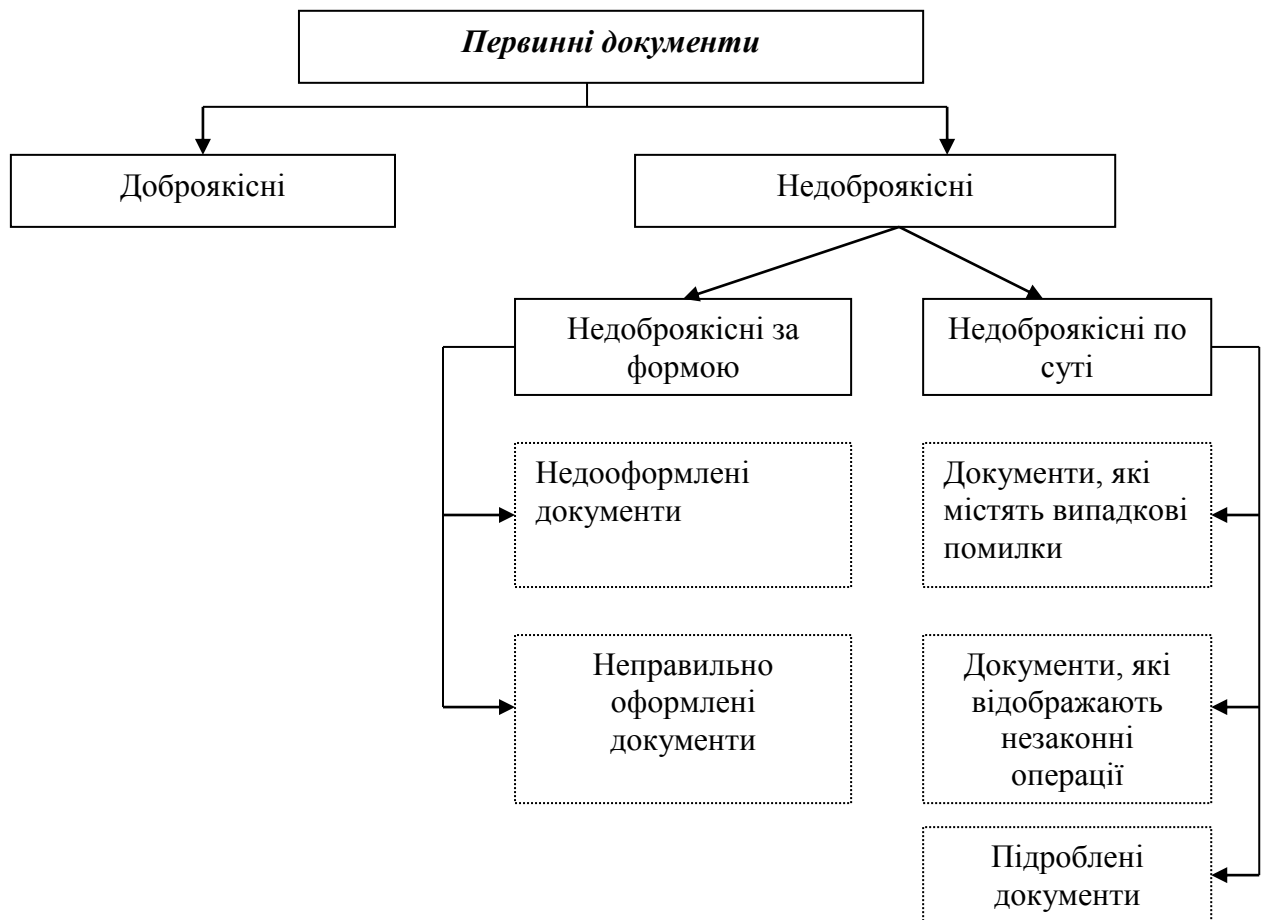 Первинні документи
Доброякісні
Недоброякісні
Недоброякісні за
формою
Недоброякісні по
суті
Недооформлені
документи
Документи, які
містять випадкові
помилки
Неправильно
оформлені
документи
Документи, які
відображають
незаконні
операції
Підроблені
документи